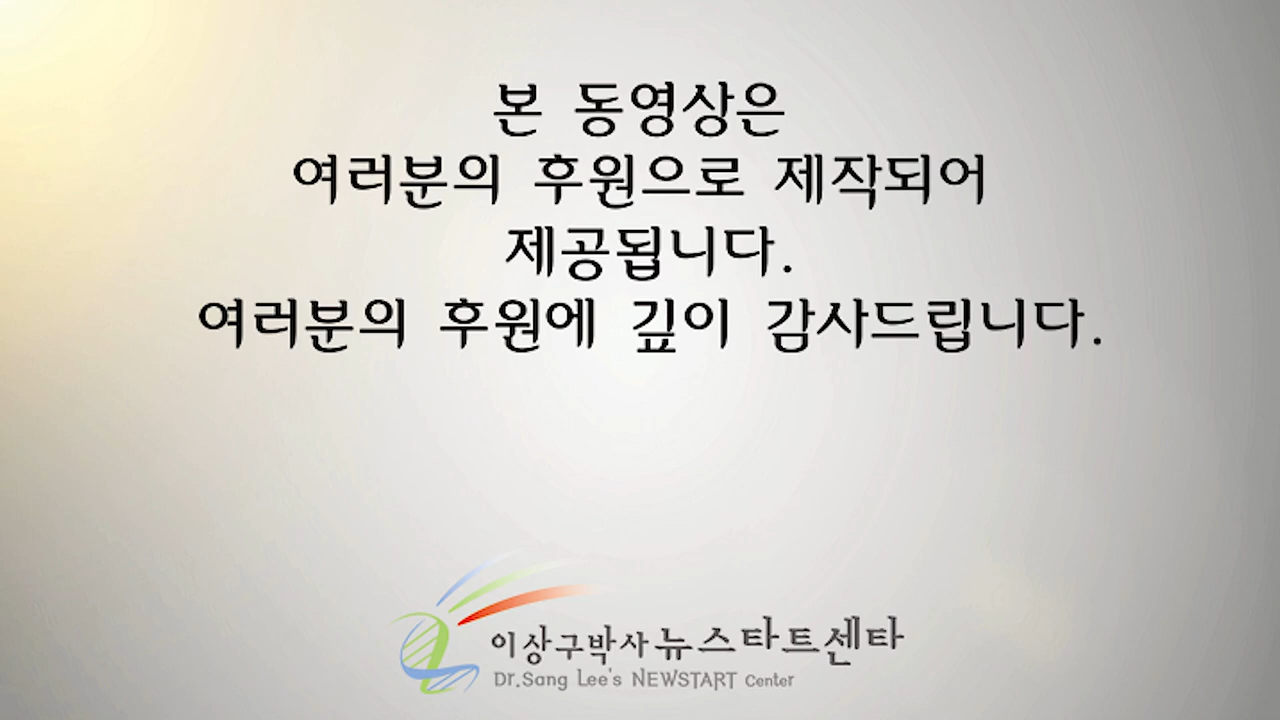 본 동영상은
여러분의 후원으로 제작되어
제공됩니다.
여러분의 후원에 깊이 감사드립니다.
이상구박사 뉴스타트센타
Dr.Sang Lee's NEWSTART Center